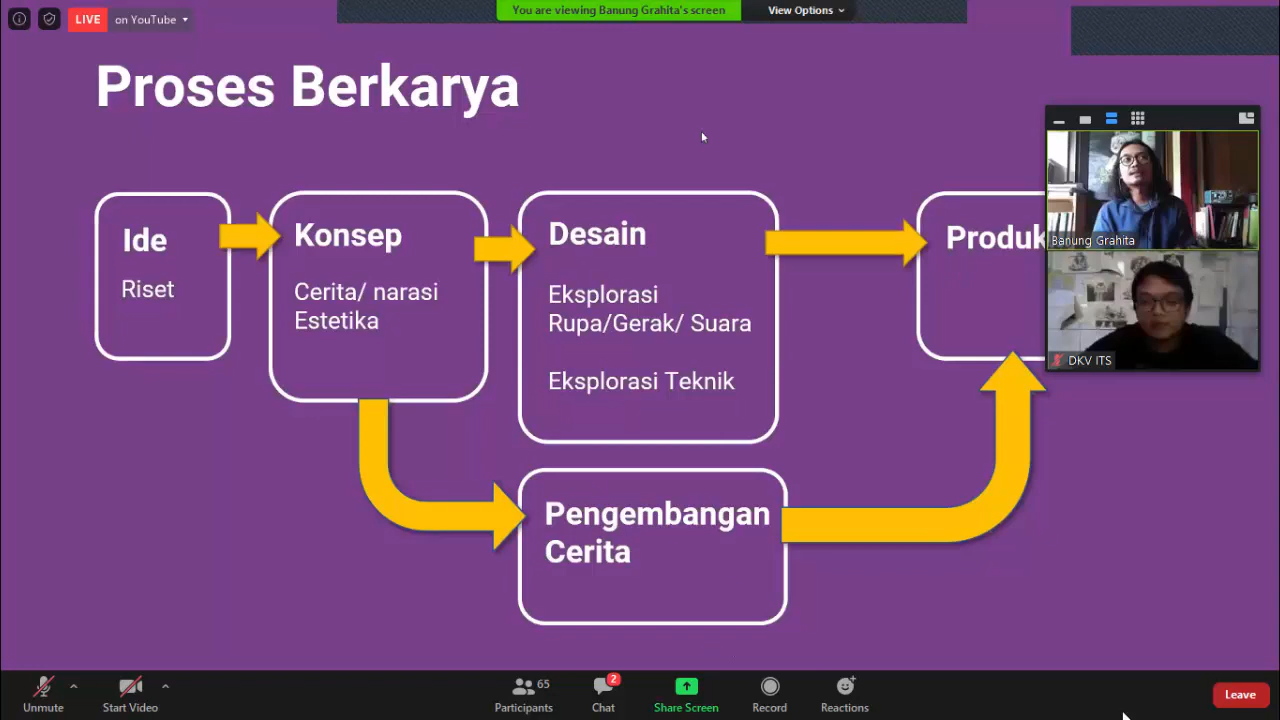 LIVE on YouTube
You are viewing Banung Grahita's screen
View Options
Proses Berkarya
Ide
Riset
Konsep
Cerita/ narasi
Estetika
Desain
Eksplorasi
Rupa/Gerak/ Suara
Eksplorasi Teknik
Produk
Pengembangan
Cerita
Banung Grahita
DKV ITS
Unmute
Start Video
65
Participants
2
Chat
Share Screen
Record
Reactions
Leave